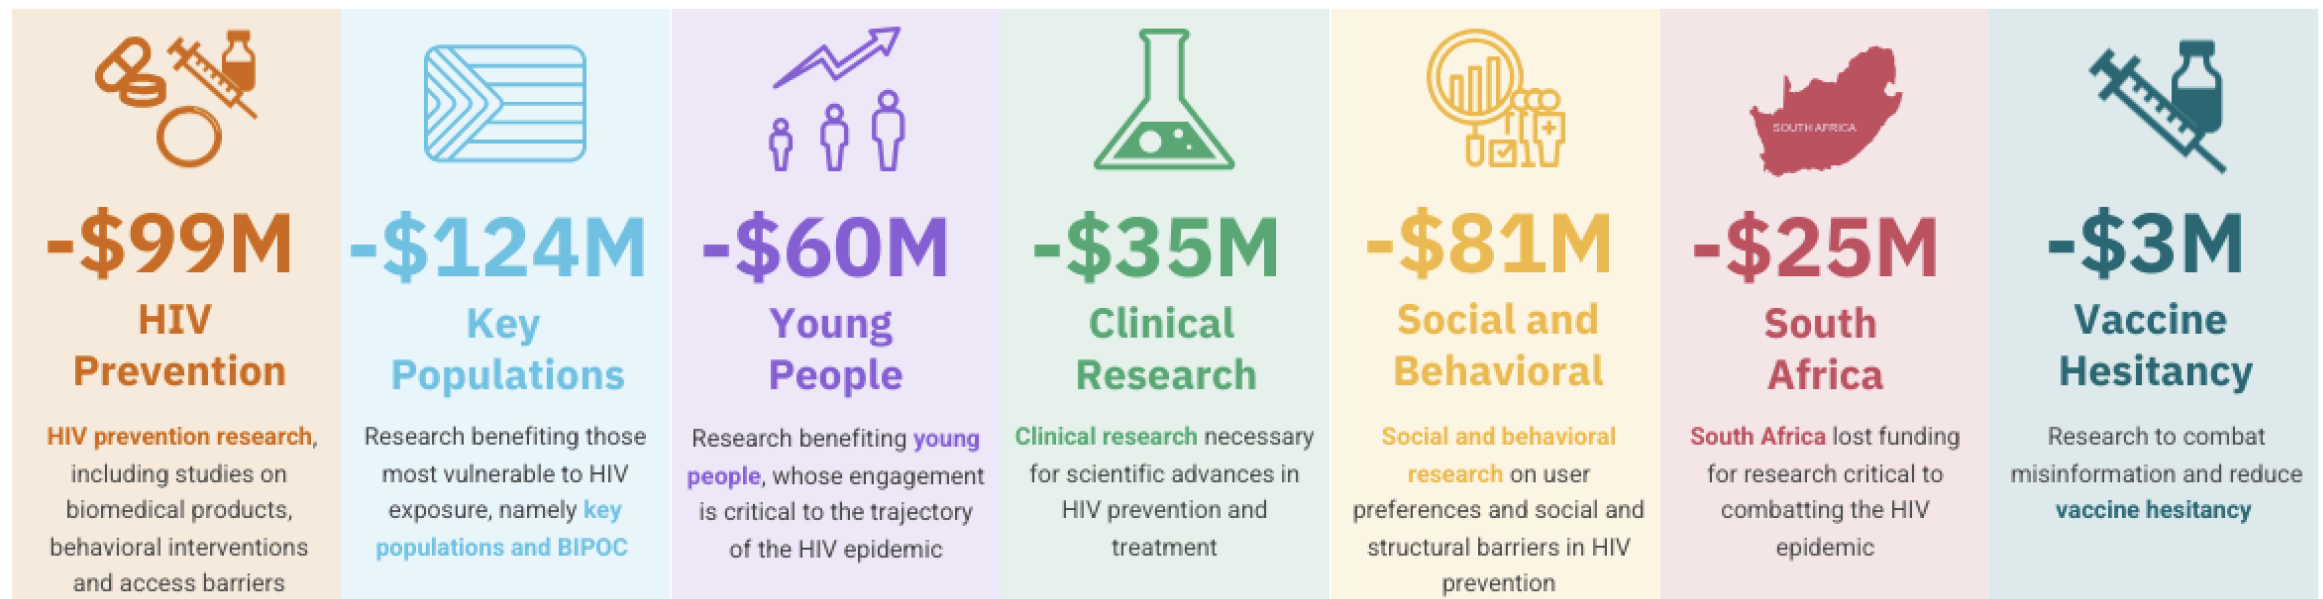 -$99M
HIV
Prevention
HIV prevention research,
including studies on
biomedical products,
behavioral interventions
and access barriers
-$124M
Key
Populations
Research benefiting those
most vulnerable to HIV
exposure, namely key
populations and BIPOC
-$60M
Young
People
Research benefiting young
people, whose engagement
is critical to the trajectory
of the HIV epidemic
-$35M
Clinical
Research
Clinical research necessary
for scientific advances in
HIV prevention and
treatment
-$81M
Social and
Behavioral
Social and behavioral
research on user
preferences and social and
structural barriers in HIV
prevention
SOUTH AFRICA
-$25M
South
Africa
South Africa lost funding
for research critical to
combatting the HIV
epidemic
-$3M
Vaccine
Hesitancy
Research to combat
misinformation and reduce
vaccine hesitancy